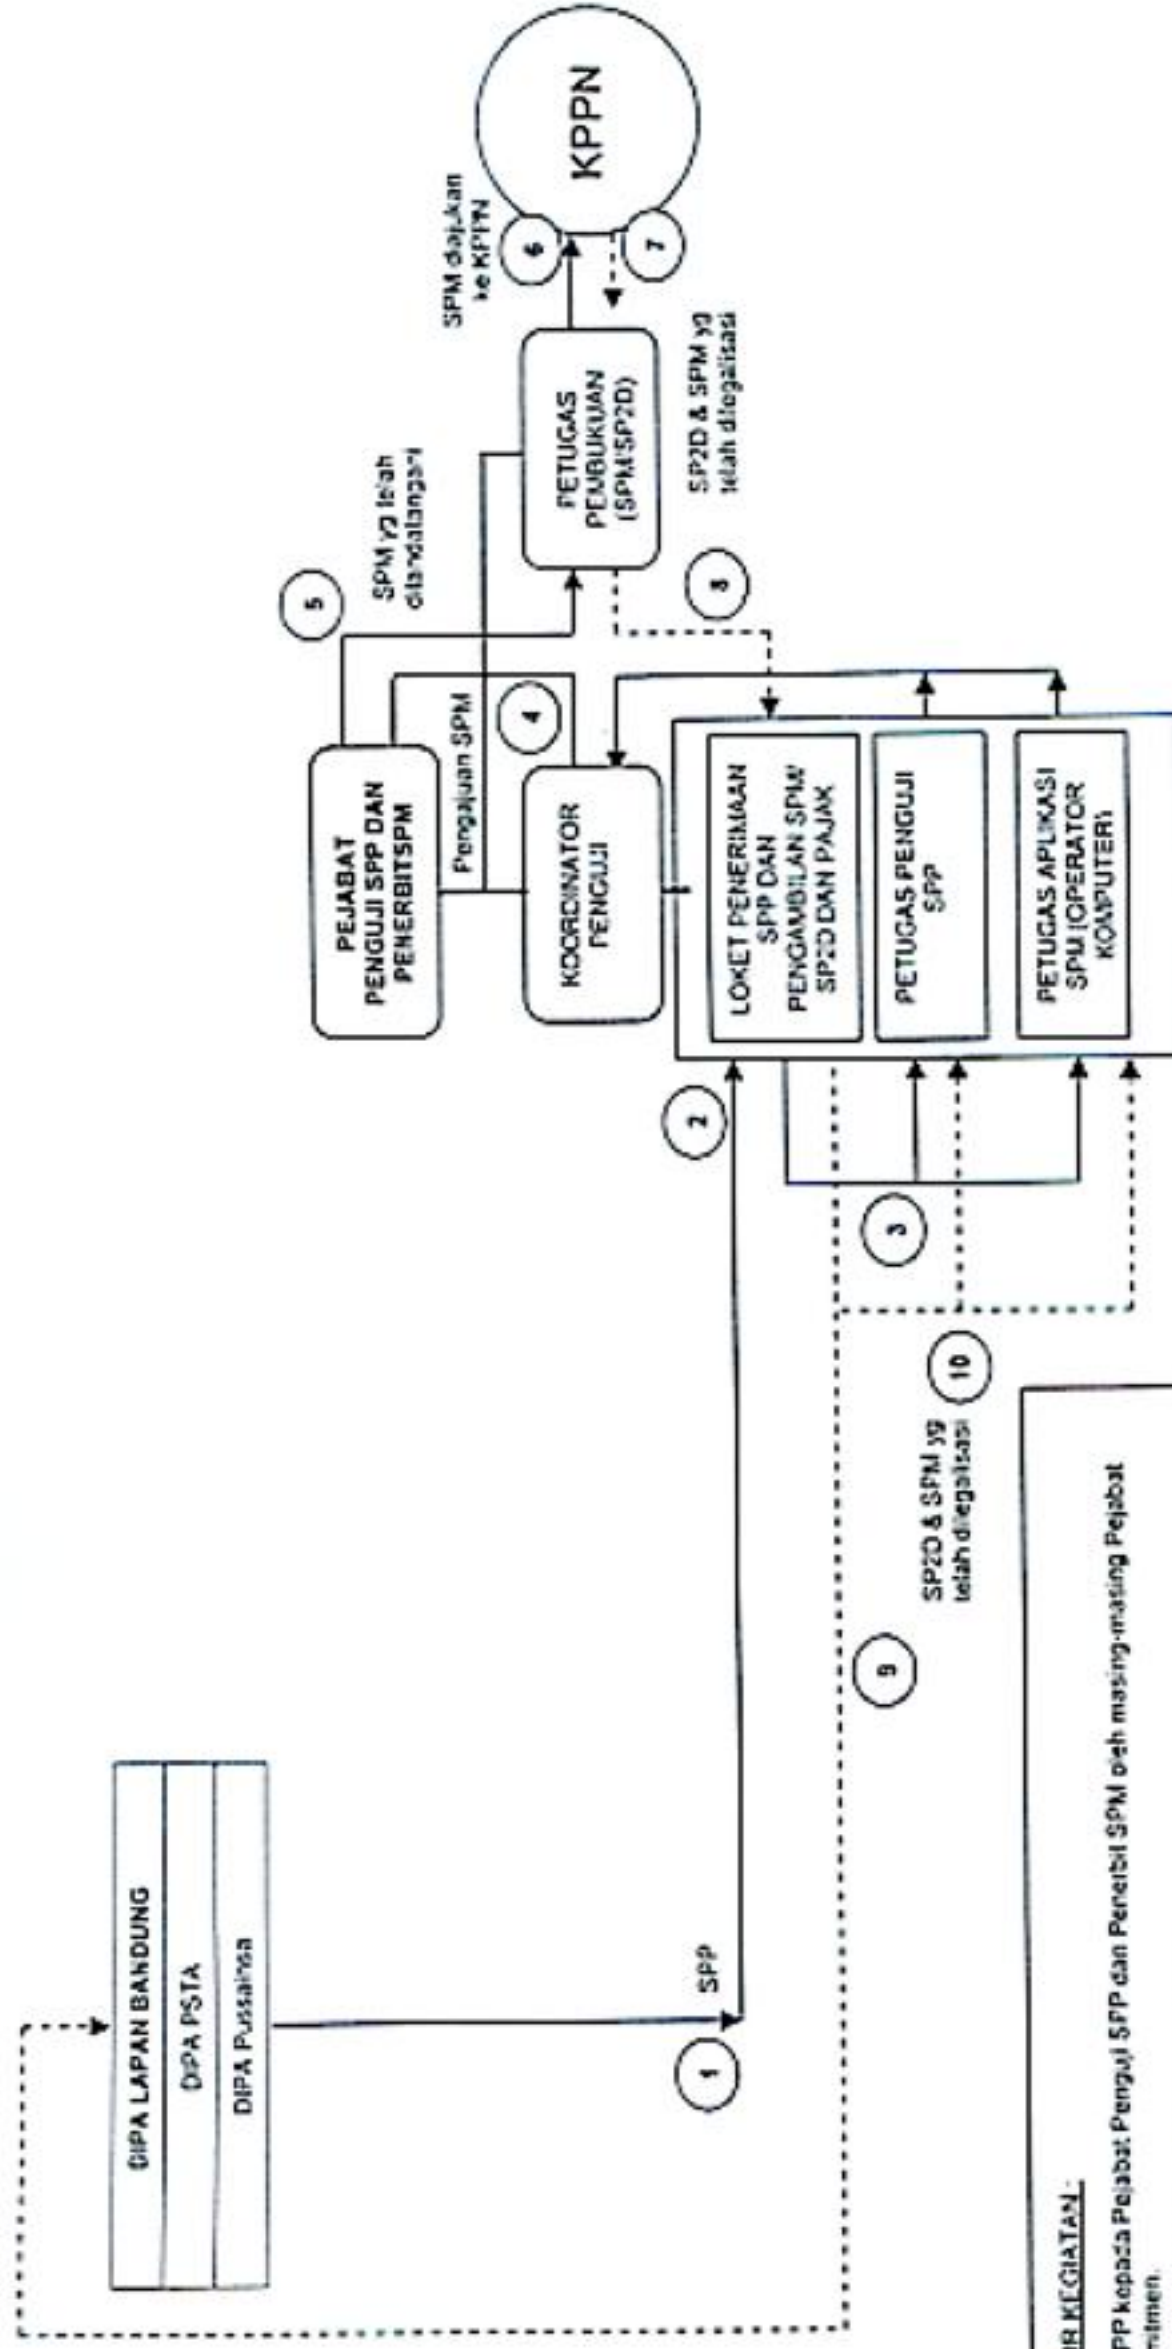 DIPA LAPAN BANDUNG
DIPA PSTA
DIPA Pussainsa
1
SPP
2
3
PEJABAT
PENGUJI SPP DAN
PENERBIT SPM
Pengajuan SPM
4
KOORDINATOR
PENGUJI
LOKET PENERIMAAN
SPP DAN
PENGAMBILAN SPM/
SP2D DAN PAJAK
PETUGAS PENGUJI
SPP
PETUGAS APLIKASI
SPM (OPERATOR
KOMPUTER)
5
SPM yg telah
ditandatangani
PETUGAS
PEMBUKUAN
(SPM/SP2D)
SPM diajukan
ke KPPN
6
7
KPPN
SP2D & SPM yg
telah dilegalisasi
8
9
10
SP2D & SPM yg
telah dilegalisasi
KEGIATAN :
kepada Pejabat Penguji SPP dan Penerbit SPM oleh masing-masing Pejabat